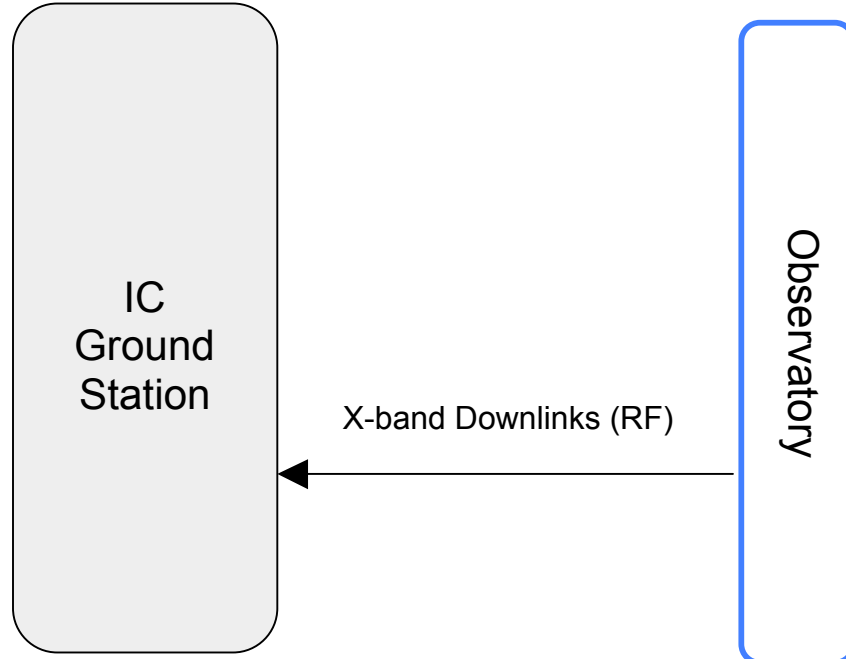 IC
Ground
Station
X-band Downlinks (RF)
Observatory